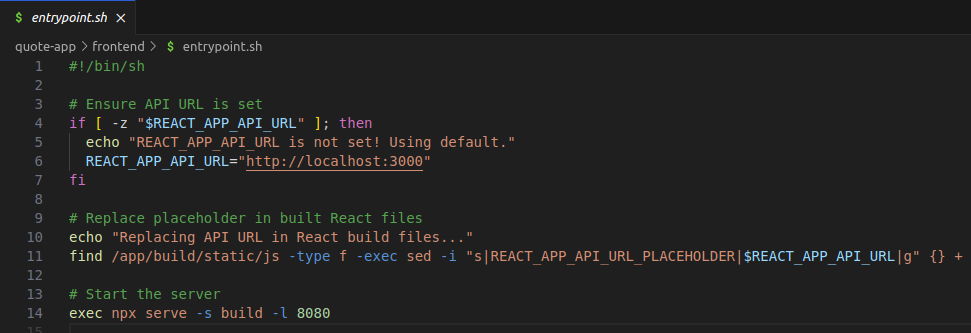 $ entrypoint.sh ×
quote-app > frontend > $ entrypoint.sh
1 #!/bin/sh
2
3 # Ensure API URL is set
4 if [ -z "$REACT_APP_API_URL" ]; then
5   echo "REACT_APP_API_URL is not set! Using default."
6   REACT_APP_API_URL="http://localhost:3000"
7 fi
8
9 # Replace placeholder in built React files
10 echo "Replacing API URL in React build files..."
11 find /app/build/static/js -type f -exec sed -i "s|REACT_APP_API_URL_PLACEHOLDER|$REACT_APP_API_URL|g" {} +
12
13 # Start the server
14 exec npx serve -s build -l 8080
15